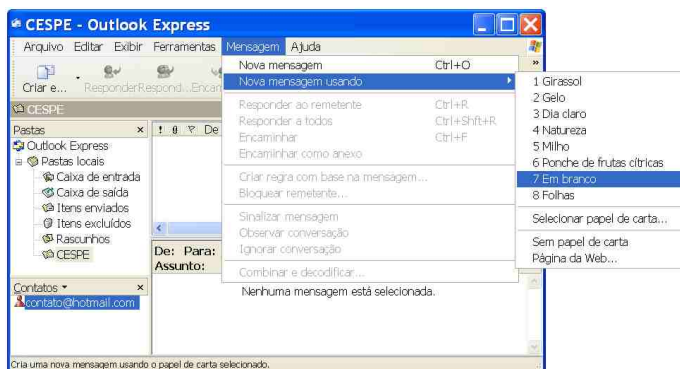 CESPE - Outlook Express
Arquivo Editar Exibir Ferramentas Mensagem Ajuda
Criar e... Responder Respond... Encam
CESPE
Pastas
Outlook Express
Pastas locais
Caixa de entrada
Caixa de saída
Itens enviados
Itens excluídos
Rascunhos
CESPE
Contatos
contato@hotmail.com
De
De: Para:
Assunto:
Nenhuma mensagem está selecionada.
Nova mensagem Ctrl+O
Nova mensagem usando
Responder ao remetente Ctrl+R
Responder a todos Ctrl+Shft+R
Encaminhar Ctrl+F
Encaminhar como anexo
Criar regra com base na mensagem...
Bloquear remetente...
Sinalizar mensagem
Observar conversação
Ignorar conversação
Combinar e decodificar...
1 Girassol
2 Gelo
3 Dia claro
4 Natureza
5 Milho
6 Ponche de frutas cítricas
7 Em branco
8 Folhas
Selecionar papel de carta...
Sem papel de carta
Página da Web...
Cria uma nova mensagem usando o papel de carta selecionado.